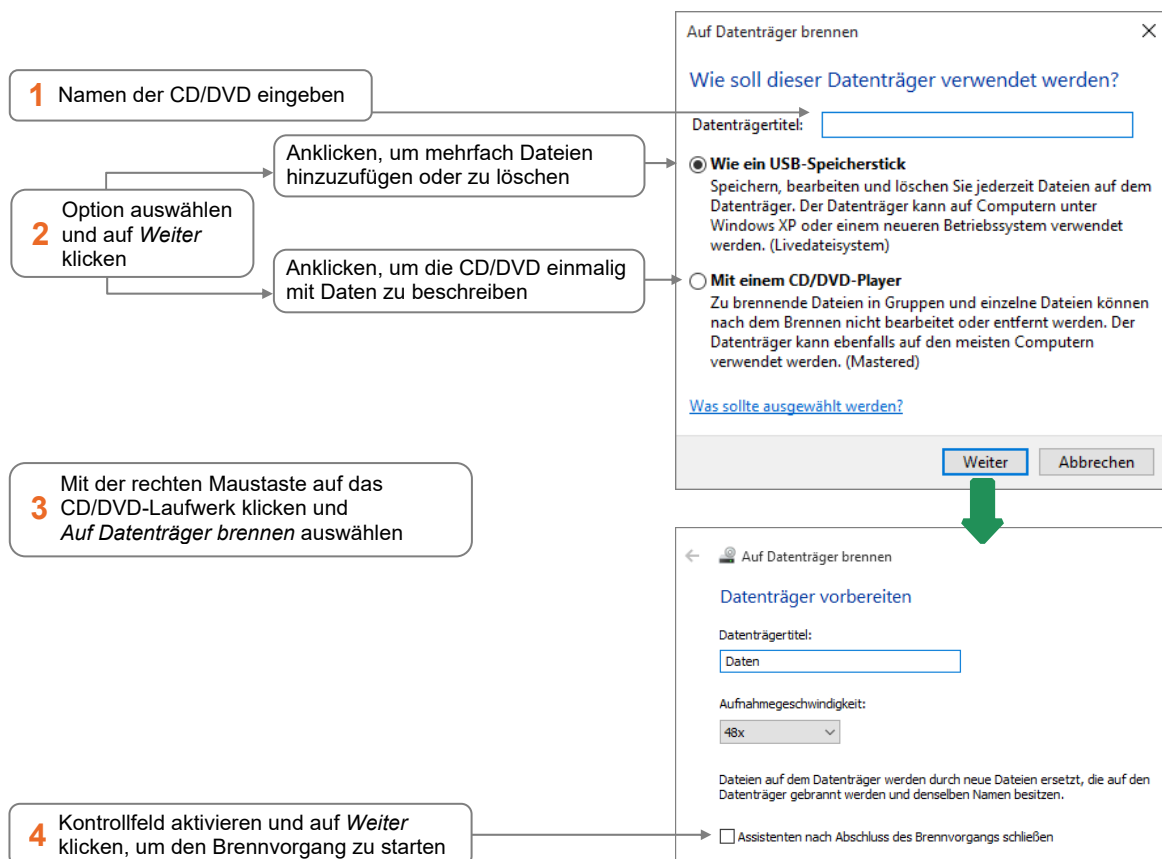 Auf Datenträger brennen
Wie soll dieser Datenträger verwendet werden?
1 Namen der CD/DVD eingeben
Datenträgertitel:
Anklicken, um mehrfach Dateien
hinzuzufügen oder zu löschen
Wie ein USB-Speicherstick
Speichern, bearbeiten und löschen Sie jederzeit Dateien auf dem
Datenträger. Der Datenträger kann auf Computern unter
Windows XP oder einem neueren Betriebssystem verwendet
werden. (Livedateisystem)
2 Option auswählen
und auf Weiter
klicken
Anklicken, um die CD/DVD einmalig
mit Daten zu beschreiben
Mit einem CD/DVD-Player
Zu brennende Dateien in Gruppen und einzelne Dateien können
nach dem Brennen nicht bearbeitet oder entfernt werden. Der
Datenträger kann ebenfalls auf den meisten Computern
verwendet werden. (Mastered)
Was sollte ausgewählt werden?
Weiter Abbrechen
3 Mit der rechten Maustaste auf das
CD/DVD-Laufwerk klicken und
Auf Datenträger brennen auswählen
Auf Datenträger brennen
Datenträger vorbereiten
Datenträgertitel:
Daten
Aufnahmegeschwindigkeit:
48x
Dateien auf dem Datenträger werden durch neue Dateien ersetzt, die auf den
Datenträger gebrannt werden und denselben Namen besitzen.
4 Kontrollfeld aktivieren und auf Weiter
klicken, um den Brennvorgang zu starten
Assistenten nach Abschluss des Brennvorgangs schließen